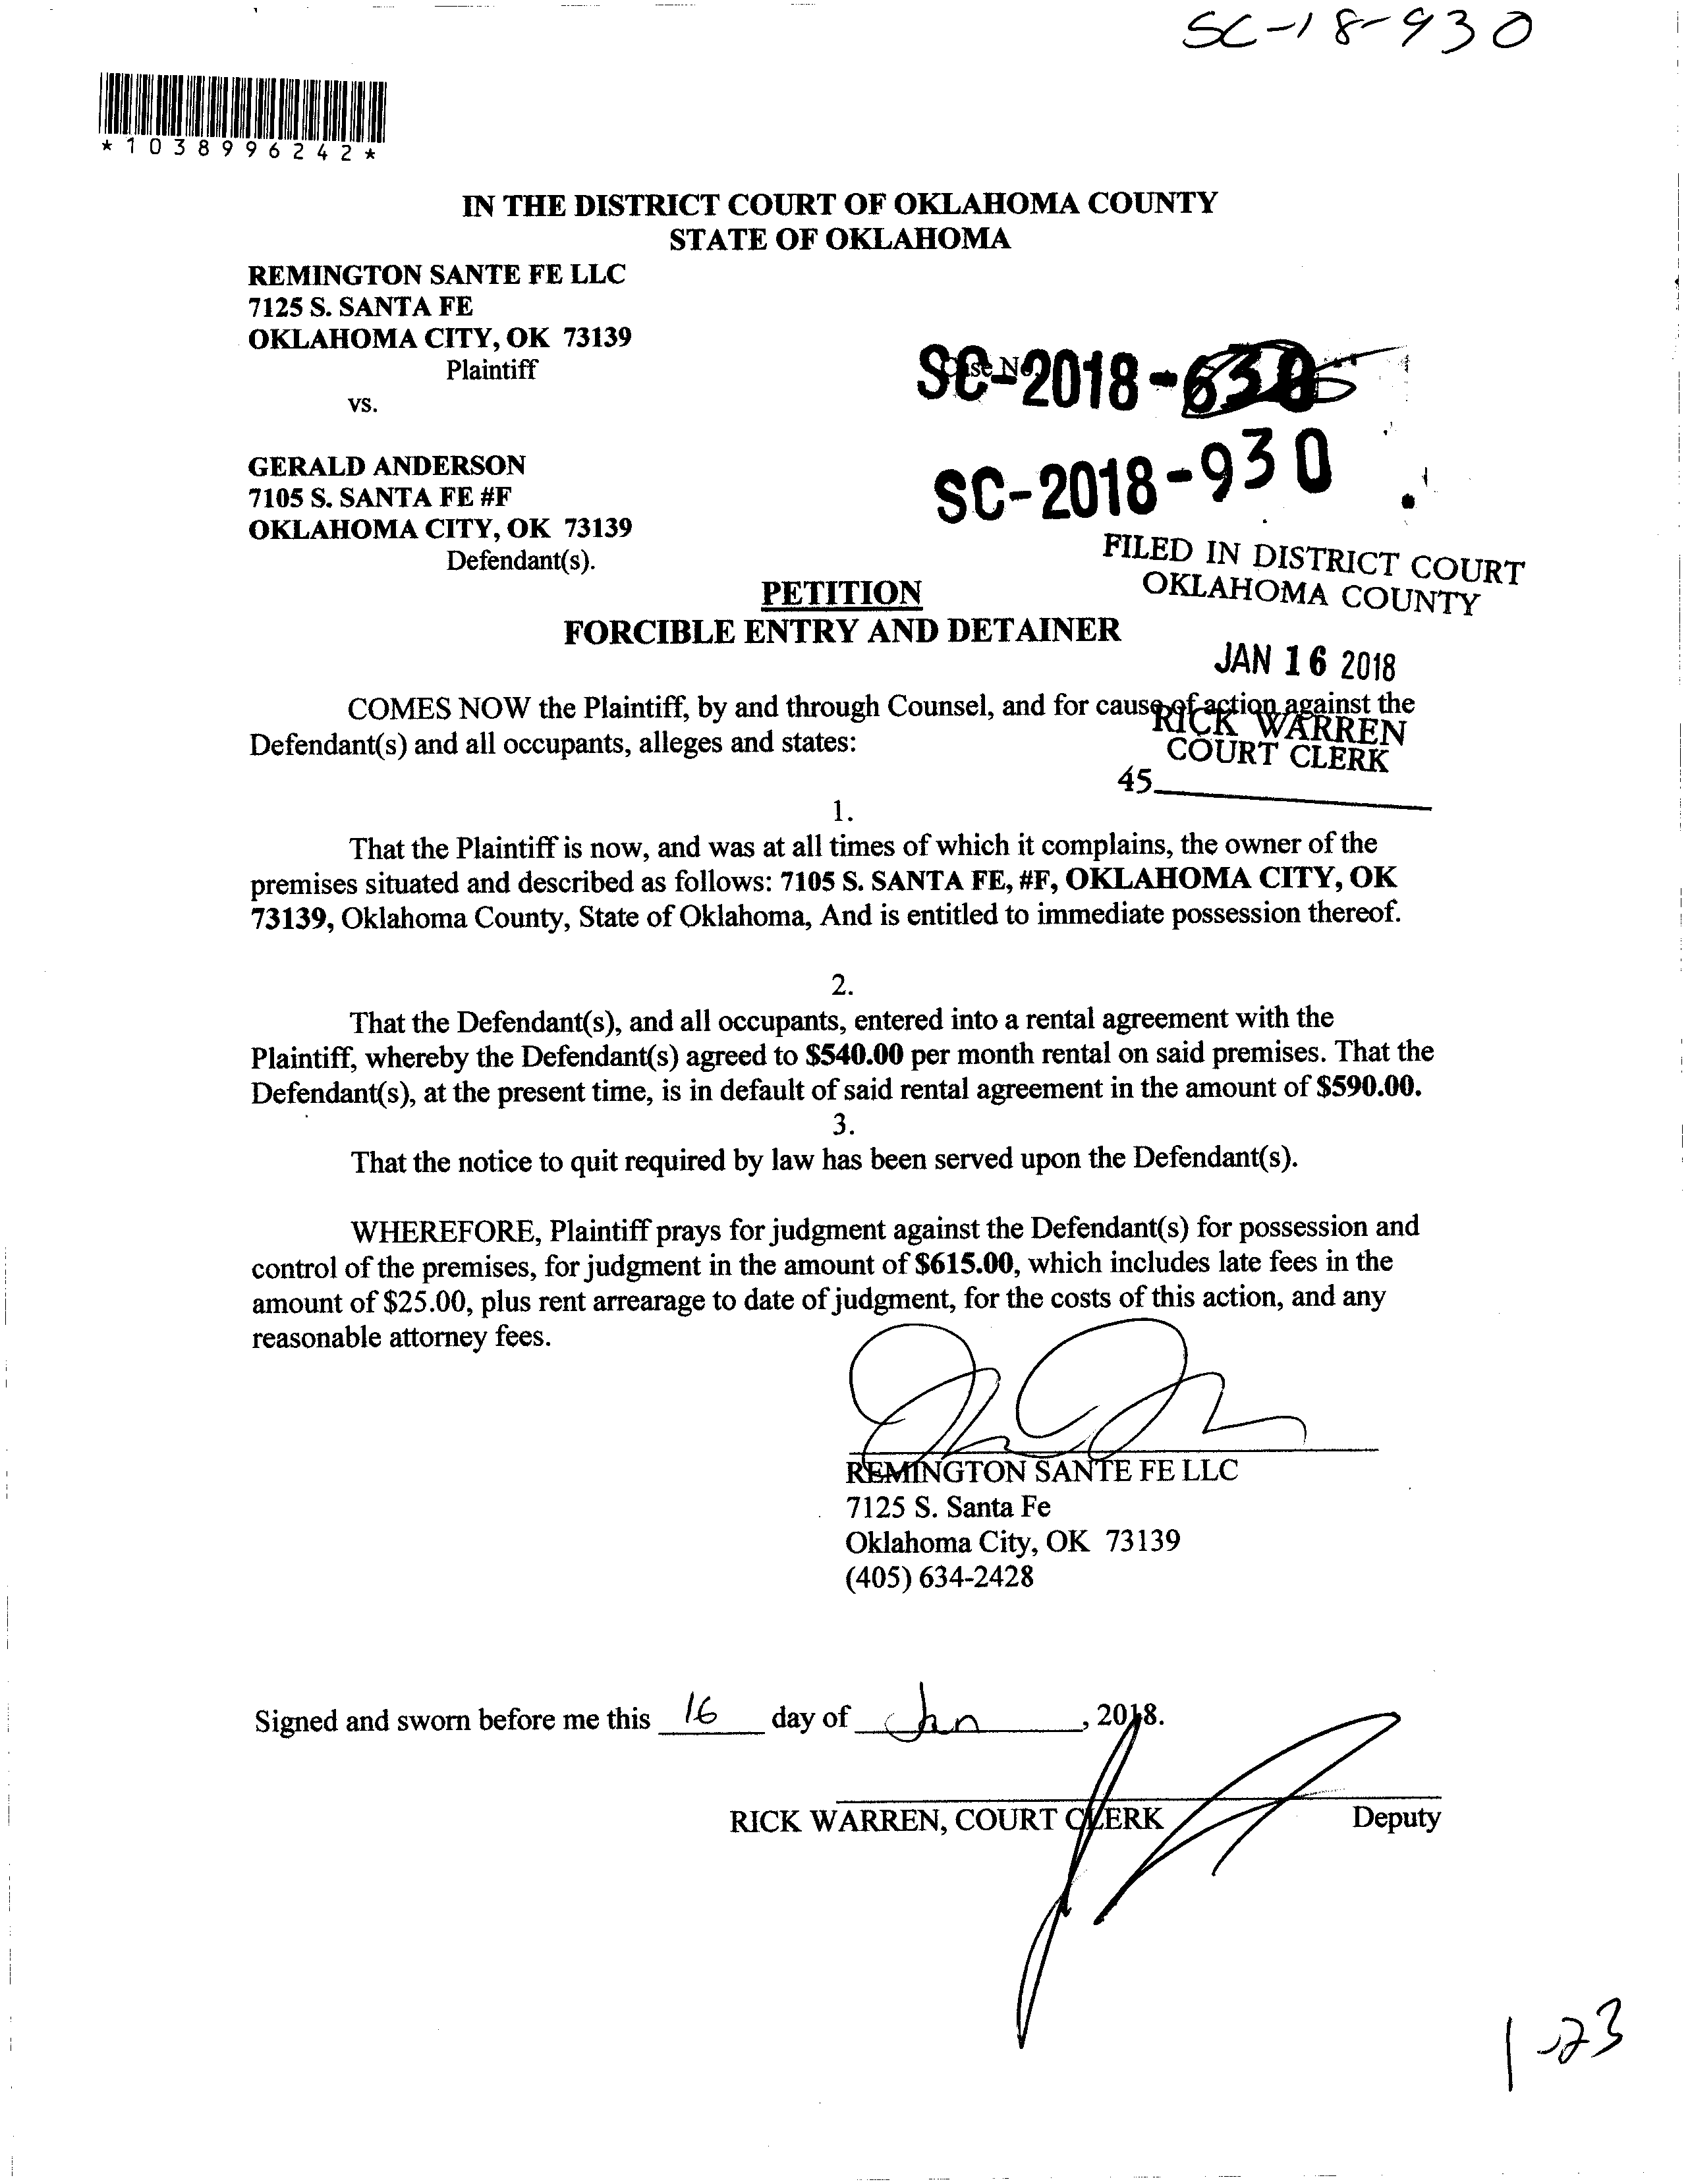 SC-18-930
*1038996242*
IN THE DISTRICT COURT OF OKLAHOMA COUNTY
STATE OF OKLAHOMA
REMINGTON SANTE FE LLC
7125 S. SANTA FE
OKLAHOMA CITY, OK 73139
Plaintiff
vs.
Case No.
SC-2018-630
SC-2018-930
GERALD ANDERSON
7105 S. SANTA FE #F
OKLAHOMA CITY, OK 73139
Defendant(s).
FILED IN DISTRICT COURT
OKLAHOMA COUNTY
JAN 16 2018
RICK WARREN
COURT CLERK
45
PETITION
FORCIBLE ENTRY AND DETAINER
COMES NOW the Plaintiff, by and through Counsel, and for cause of action against the
Defendant(s) and all occupants, alleges and states:
1.
That the Plaintiff is now, and was at all times of which it complains, the owner of the
premises situated and described as follows: 7105 S. SANTA FE, #F, OKLAHOMA CITY, OK
73139, Oklahoma County, State of Oklahoma, And is entitled to immediate possession thereof.
2.
That the Defendant(s), and all occupants, entered into a rental agreement with the
Plaintiff, whereby the Defendant(s) agreed to $540.00 per month rental on said premises. That the
Defendant(s), at the present time, is in default of said rental agreement in the amount of $590.00.
3.
That the notice to quit required by law has been served upon the Defendant(s).
WHEREFORE, Plaintiff prays for judgment against the Defendant(s) for possession and
control of the premises, for judgment in the amount of $615.00, which includes late fees in the
amount of $25.00, plus rent arrearage to date of judgment, for the costs of this action, and any
reasonable attorney fees.
REMINGTON SANTE FE LLC
7125 S. Santa Fe
Oklahoma City, OK 73139
(405) 634-2428
Signed and sworn before me this 16 day of Jan, 2018.
RICK WARREN, COURT CLERK Deputy
1-23